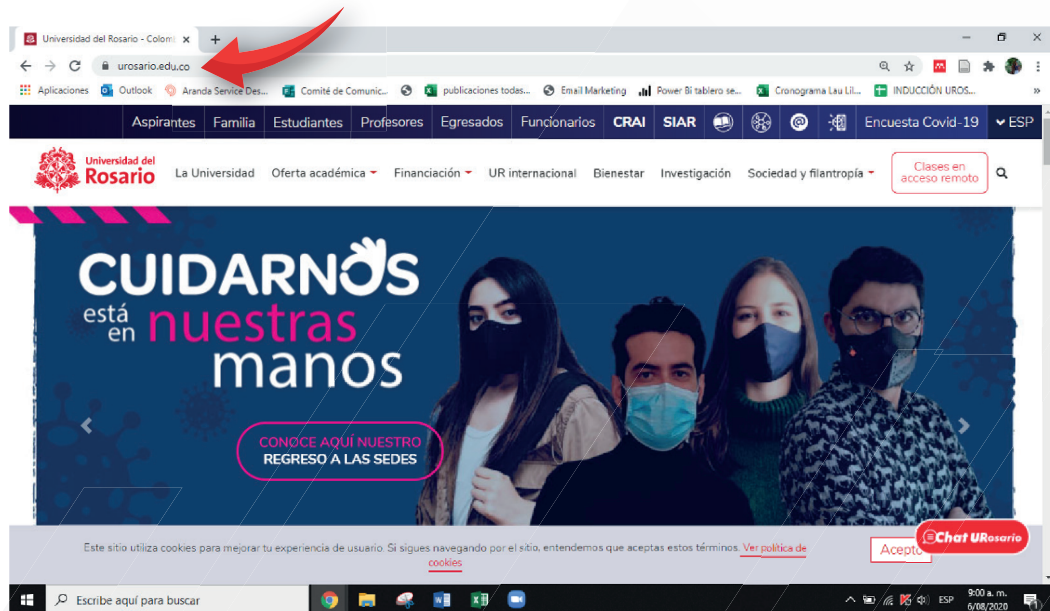 Universidad del Rosario - Colom
urosario.edu.co
Aplicaciones Outlook Aranda Service Des... Comité de Comunic... publicaciones todas... Email Marketing Power Bi tablero se... Cronograma Lau Lil... INDUCCIÓN UROS...
Aspirantes Familia Estudiantes Profesores Egresados Funcionarios CRAI SIAR Encuesta Covid-19 ESP
Universidad del
Rosario
La Universidad Oferta académica Financiación UR internacional Bienestar Investigación Sociedad y filantropía
Clases en
acceso remoto
CUIDARNOS
está
en nuestras
manos
CONOCE AQUÍ NUESTRO
REGRESO A LAS SEDES
Este sitio utiliza cookies para mejorar tu experiencia de usuario. Si sigues navegando por el sitio, entendemos que aceptas estos términos. Ver política de
cookies
Acepto
Chat URosario
Escribe aquí para buscar
ESP
9:00 a. m.
6/08/2020